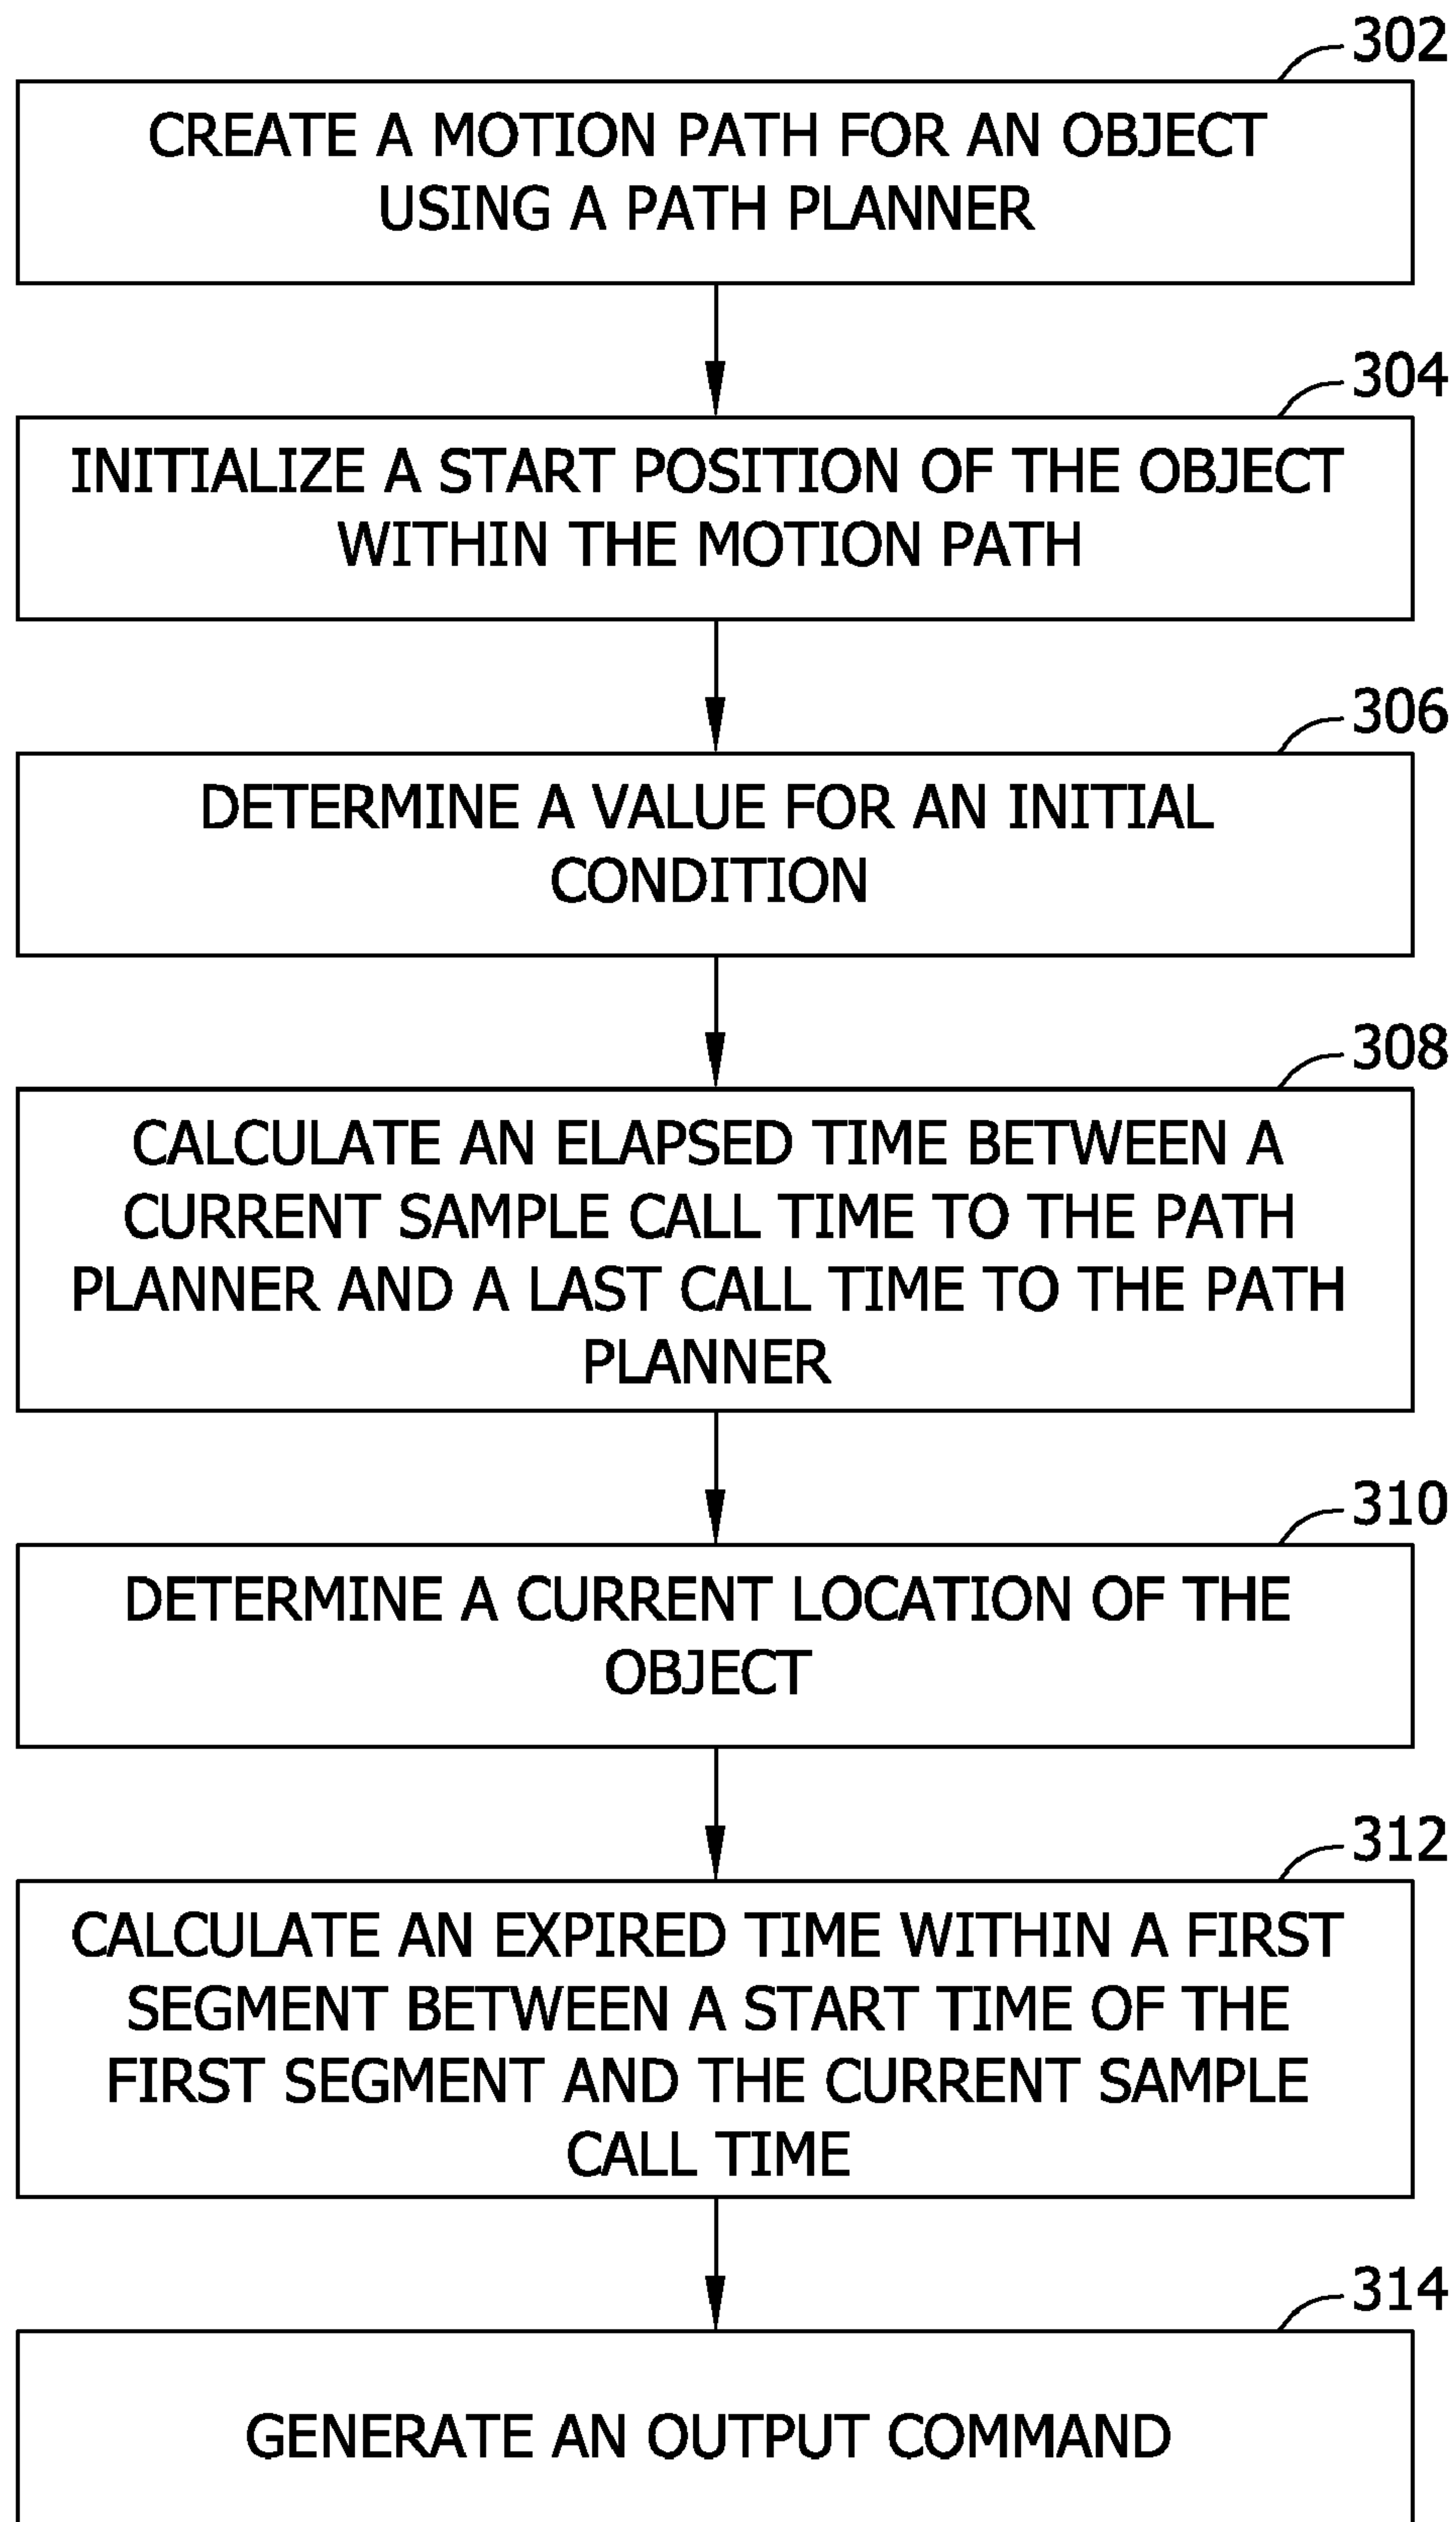 302
CREATE A MOTION PATH FOR AN OBJECT
USING A PATH PLANNER
304
INITIALIZE A START POSITION OF THE OBJECT
WITHIN THE MOTION PATH
306
DETERMINE A VALUE FOR AN INITIAL
CONDITION
308
CALCULATE AN ELAPSED TIME BETWEEN A
CURRENT SAMPLE CALL TIME TO THE PATH
PLANNER AND A LAST CALL TIME TO THE PATH
PLANNER
310
DETERMINE A CURRENT LOCATION OF THE
OBJECT
312
CALCULATE AN EXPIRED TIME WITHIN A FIRST
SEGMENT BETWEEN A START TIME OF THE
FIRST SEGMENT AND THE CURRENT SAMPLE
CALL TIME
314
GENERATE AN OUTPUT COMMAND